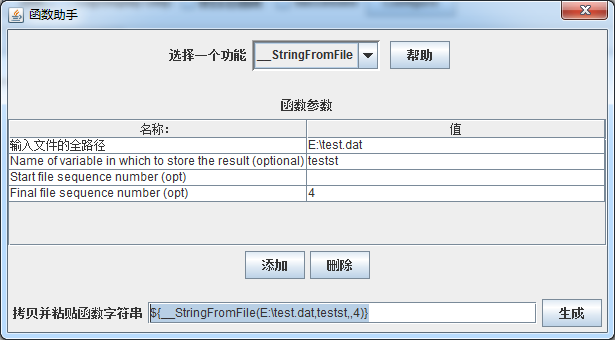 函数助手
选择一个功能 __StringFromFile 帮助
函数参数
名称: 值
输入文件的全路径 E:\test.dat
Name of variable in which to store the result (optional) testst
Start file sequence number (opt)
Final file sequence number (opt) 4
添加 删除
拷贝并粘贴函数字符串 ${__StringFromFile(E:\test.dat,testst,,4)} 生成